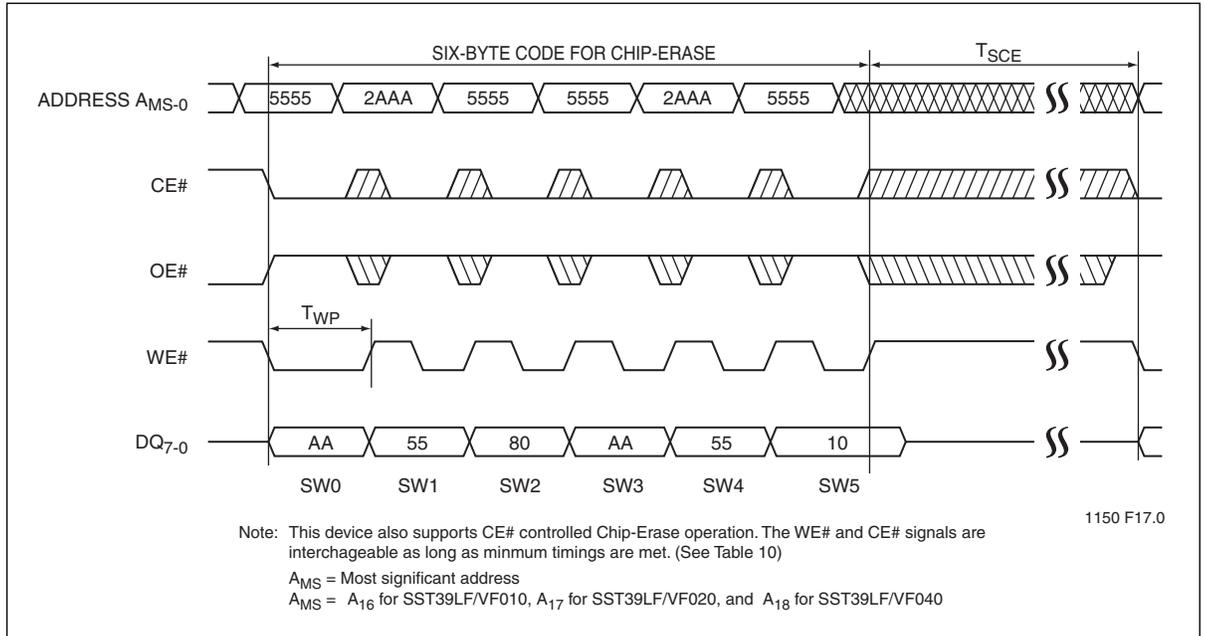 SIX-BYTE CODE FOR CHIP-ERASE
TSCE
ADDRESS AMS-0
5555 2AAA 5555 5555 2AAA 5555
CE#
OE#
TWP
WE#
DQ7-0
AA 55 80 AA 55 10
SW0 SW1 SW2 SW3 SW4 SW5
1150 F17.0
Note: This device also supports CE# controlled Chip-Erase operation. The WE# and CE# signals are
interchageable as long as minmum timings are met. (See Table 10)
AMS = Most significant address
AMS = A16 for SST39LF/VF010, A17 for SST39LF/VF020, and A18 for SST39LF/VF040